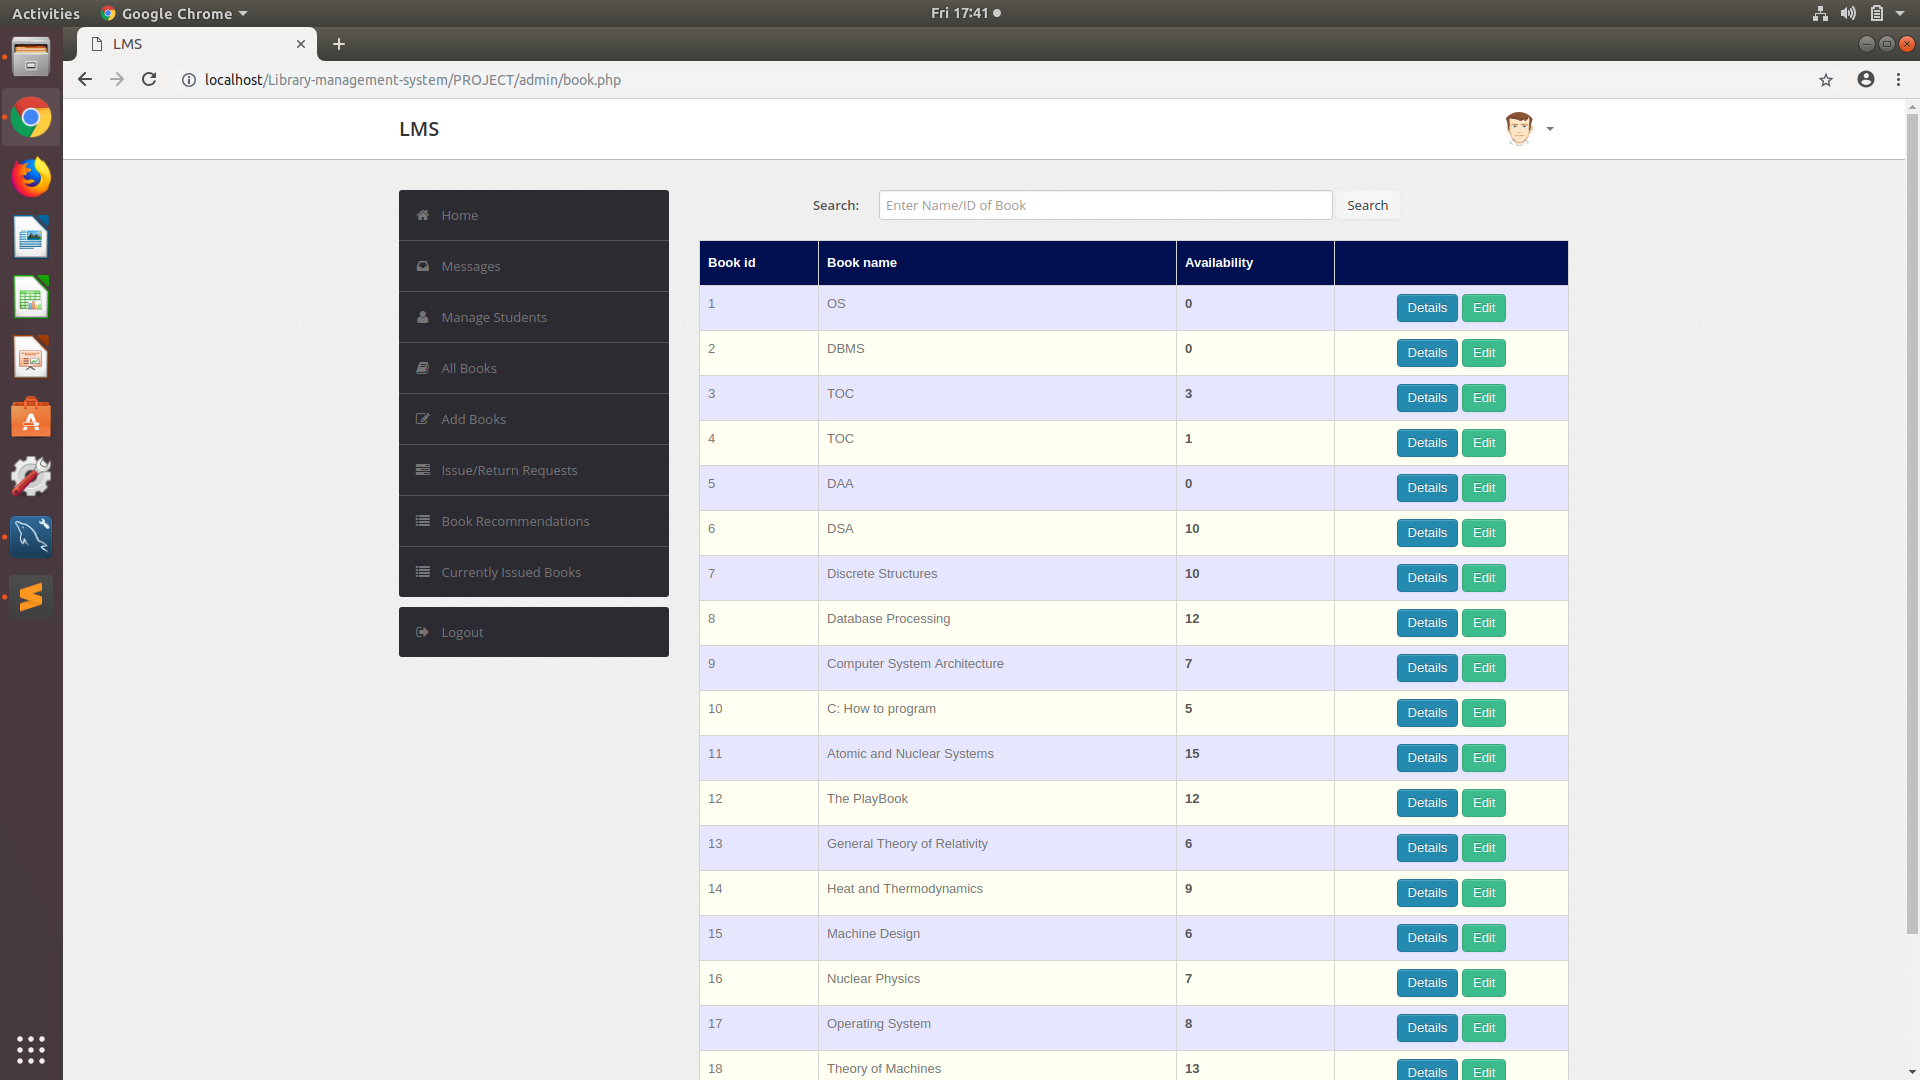 Activities Google Chrome Fri 17:41
LMS
localhost/Library-management-system/PROJECT/admin/book.php
LMS
Home
Messages
Manage Students
All Books
Add Books
Issue/Return Requests
Book Recommendations
Currently Issued Books
Logout
Search: Enter Name/ID of Book Search
Book id Book name Availability
1 OS 0 Details Edit
2 DBMS 0 Details Edit
3 TOC 3 Details Edit
4 TOC 1 Details Edit
5 DAA 0 Details Edit
6 DSA 10 Details Edit
7 Discrete Structures 10 Details Edit
8 Database Processing 12 Details Edit
9 Computer System Architecture 7 Details Edit
10 C: How to program 5 Details Edit
11 Atomic and Nuclear Systems 15 Details Edit
12 The PlayBook 12 Details Edit
13 General Theory of Relativity 6 Details Edit
14 Heat and Thermodynamics 9 Details Edit
15 Machine Design 6 Details Edit
16 Nuclear Physics 7 Details Edit
17 Operating System 8 Details Edit
18 Theory of Machines 13 Details Edit